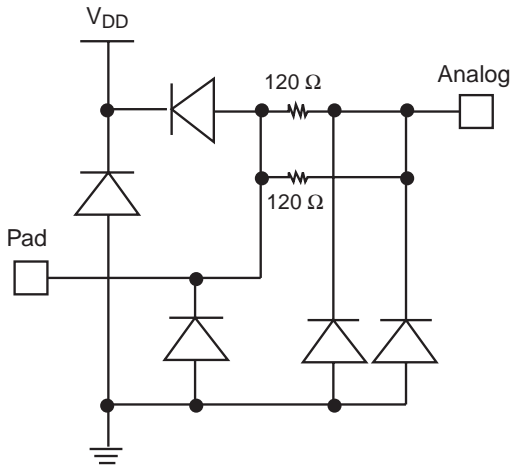 VDD
120 Ω
Analog
120 Ω
Pad